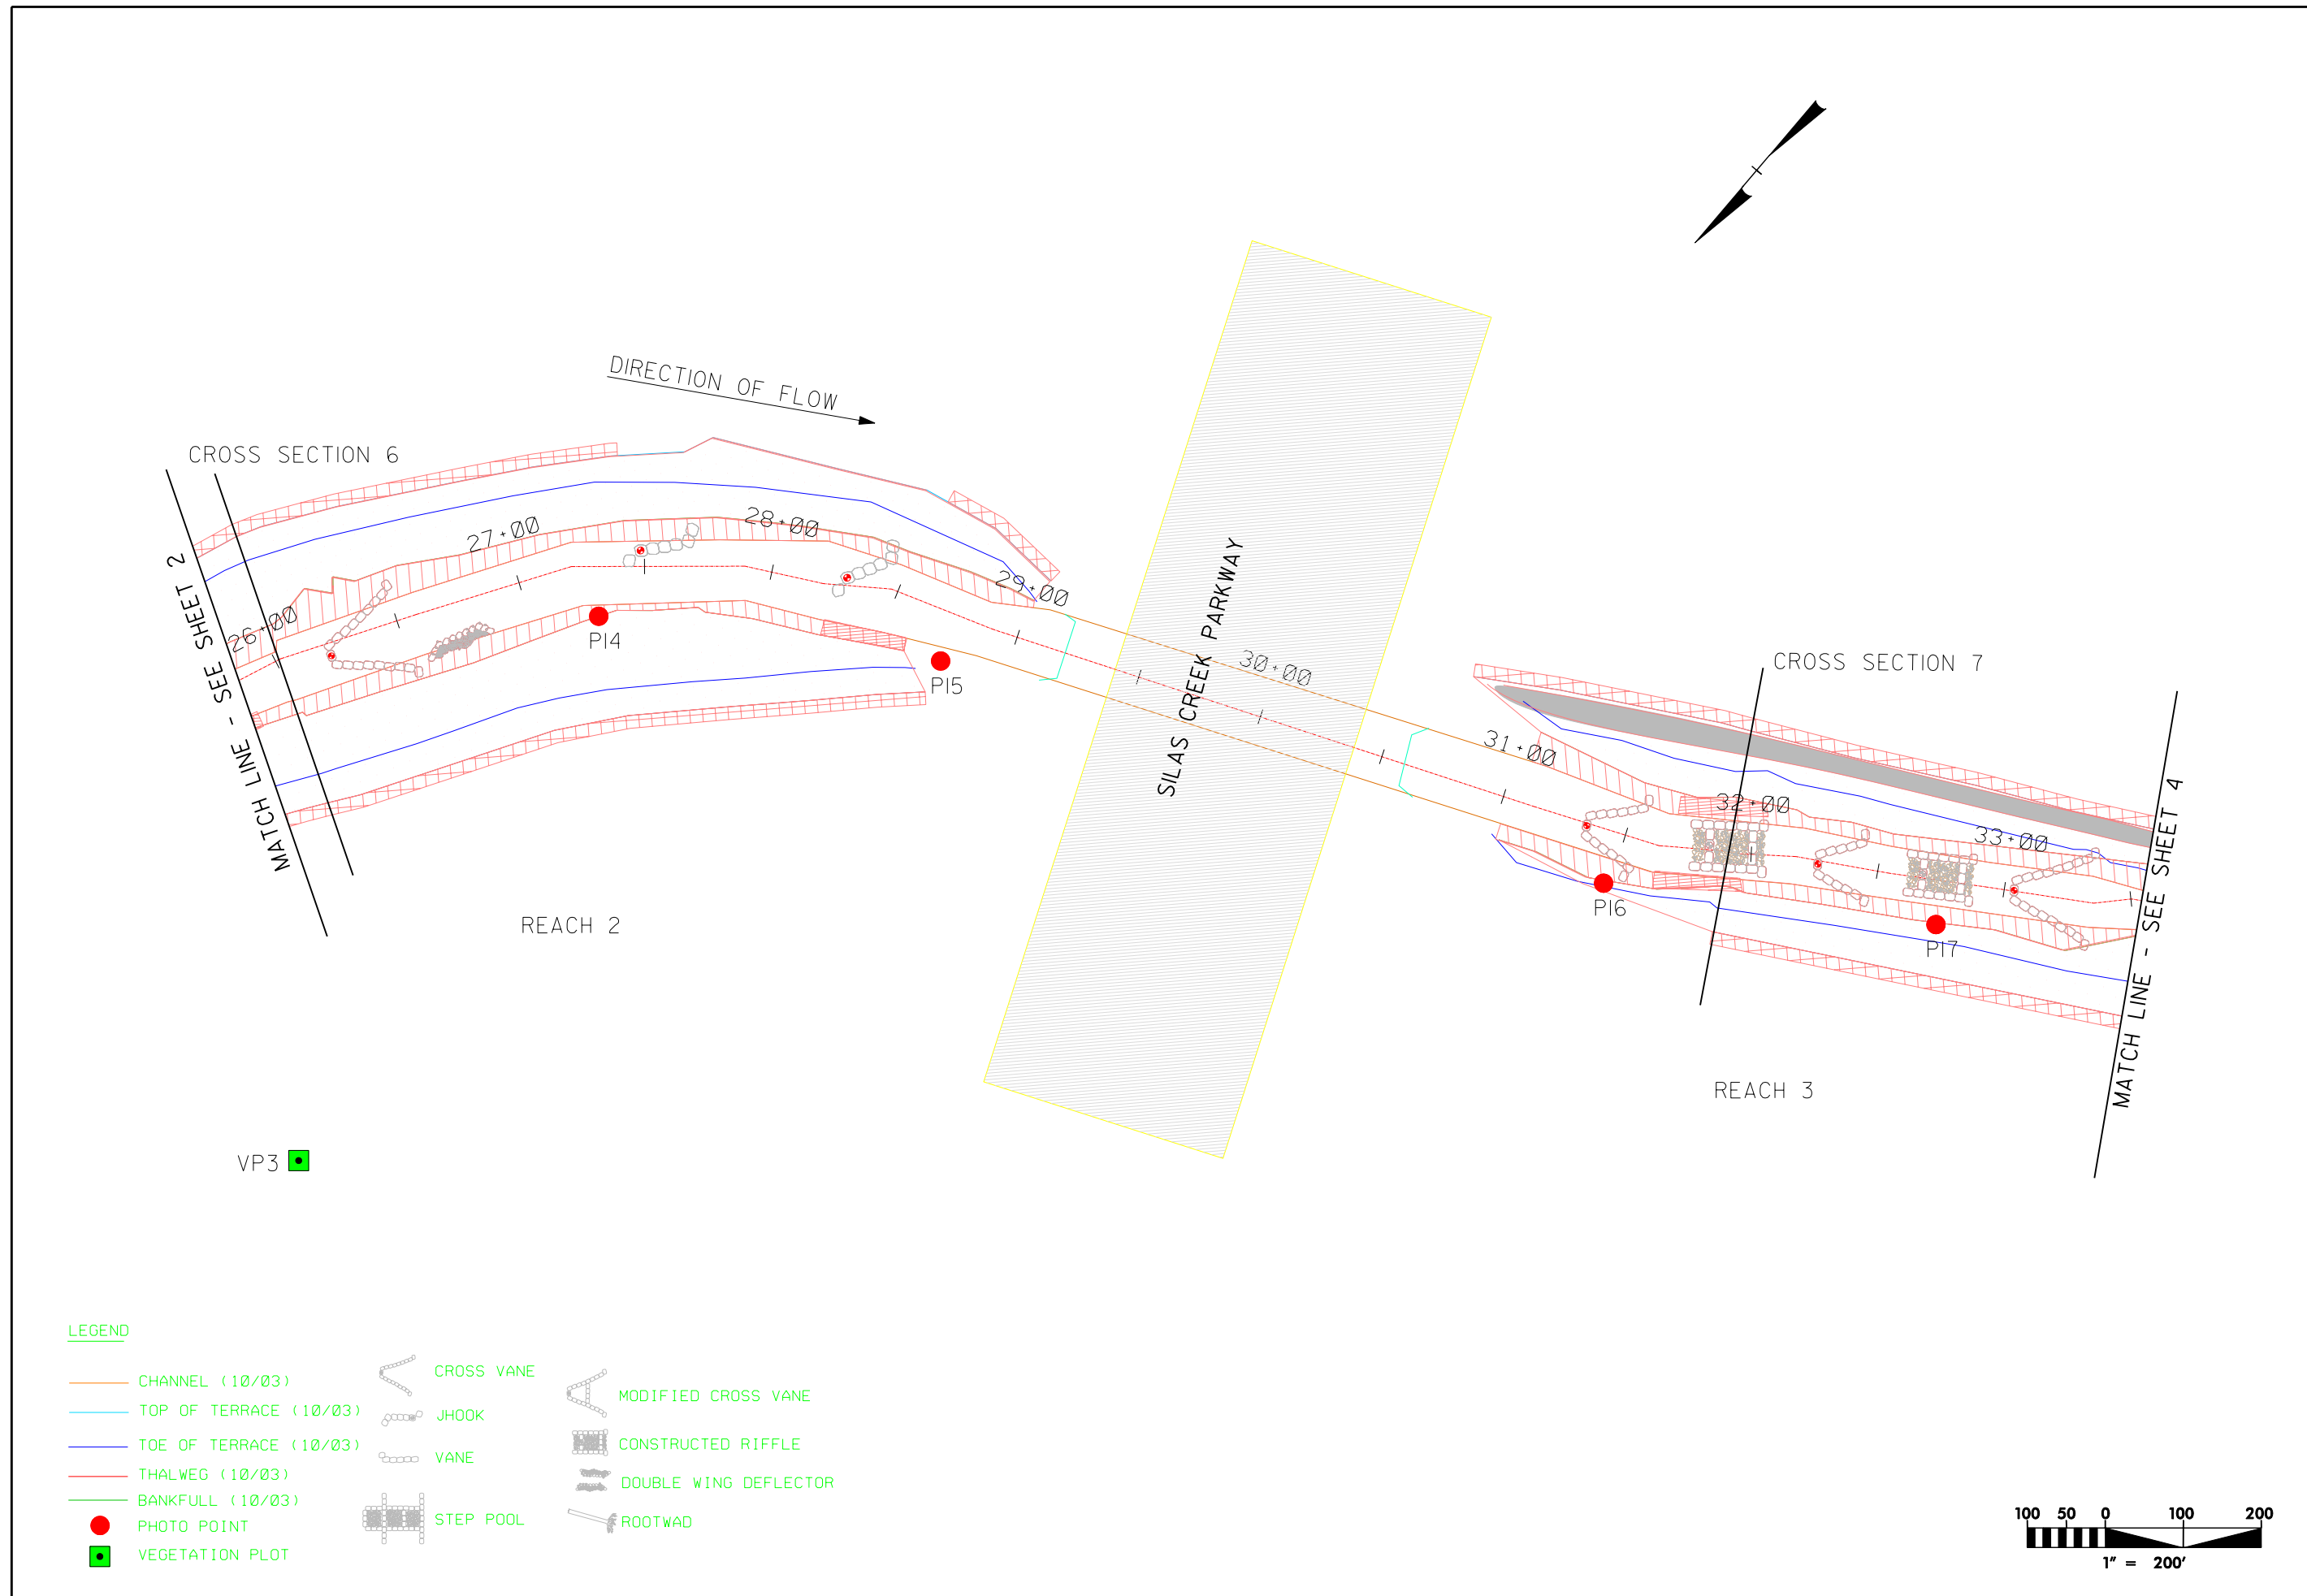 DIRECTION OF FLOW
CROSS SECTION 6
26+00
27+00
28+00
29+00
30+00
31+00
32+00
33+00
MATCH LINE - SEE SHEET 2
SILAS CREEK PARKWAY
CROSS SECTION 7
MATCH LINE - SEE SHEET 4
P14
P15
P16
P17
REACH 2
REACH 3
VP3
LEGEND
CHANNEL (10/03)
TOP OF TERRACE (10/03)
TOE OF TERRACE (10/03)
THALWEG (10/03)
BANKFULL (10/03)
PHOTO POINT
VEGETATION PLOT
CROSS VANE
JHOOK
VANE
STEP POOL
MODIFIED CROSS VANE
CONSTRUCTED RIFFLE
DOUBLE WING DEFLECTOR
ROOTWAD
100 50 0 100 200
1" = 200'